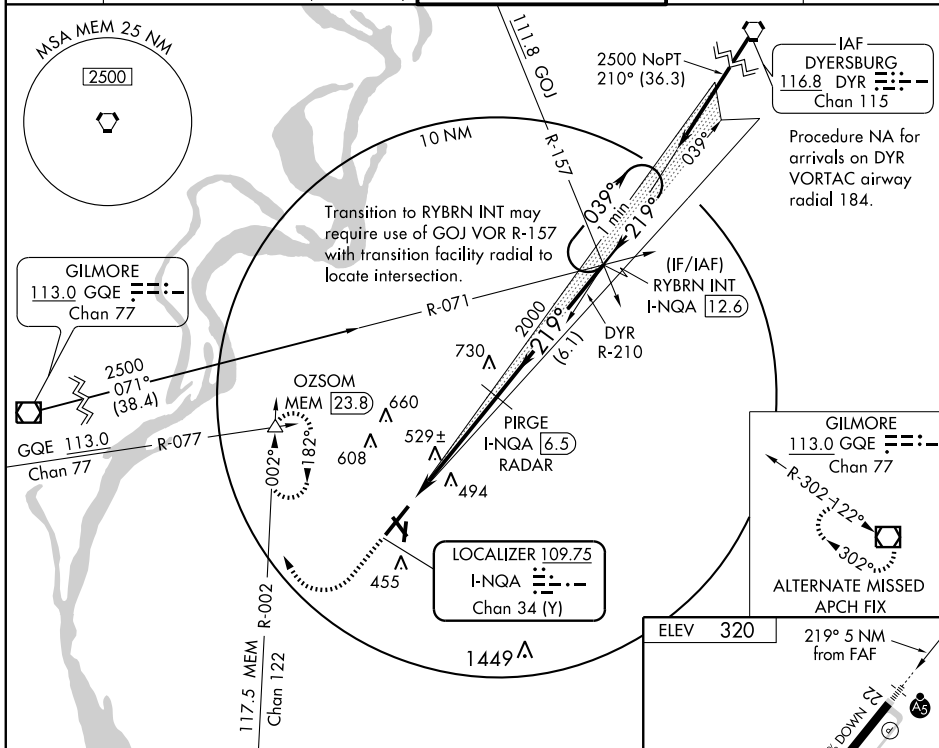 MSA MEM 25 NM
2500
111.8 GOJ
R-157
2500 NoPT
210° (36.3)
IAF
DYERSBURG
116.8 DYR
Chan 115
Procedure NA for
arrivals on DYR
VORTAC airway
radial 184.
10 NM
039°
039°
1 min
219°
Transition to RYBRN INT may
require use of GOJ VOR R-157
with transition facility radial to
locate intersection.
(IF/IAF)
RYBRN INT
I-NQA 12.6
GILMORE
113.0 GQE
Chan 77
R-071
2000
219°
(6.1)
DYR
R-210
2500
071°
(38.4)
730
OZSOM
MEM 23.8
660
PIRGE
I-NQA 6.5
RADAR
GQE 113.0
R-077
Chan 77
002°
182°
608
529±
494
GILMORE
113.0 GQE
Chan 77
R-302
122°
302°
ALTERNATE MISSED
APCH FIX
455
LOCALIZER 109.75
I-NQA
Chan 34 (Y)
117.5 MEM R-002
Chan 122
1449
ELEV 320
219° 5 NM
from FAF
22
% DOWN
A5
P